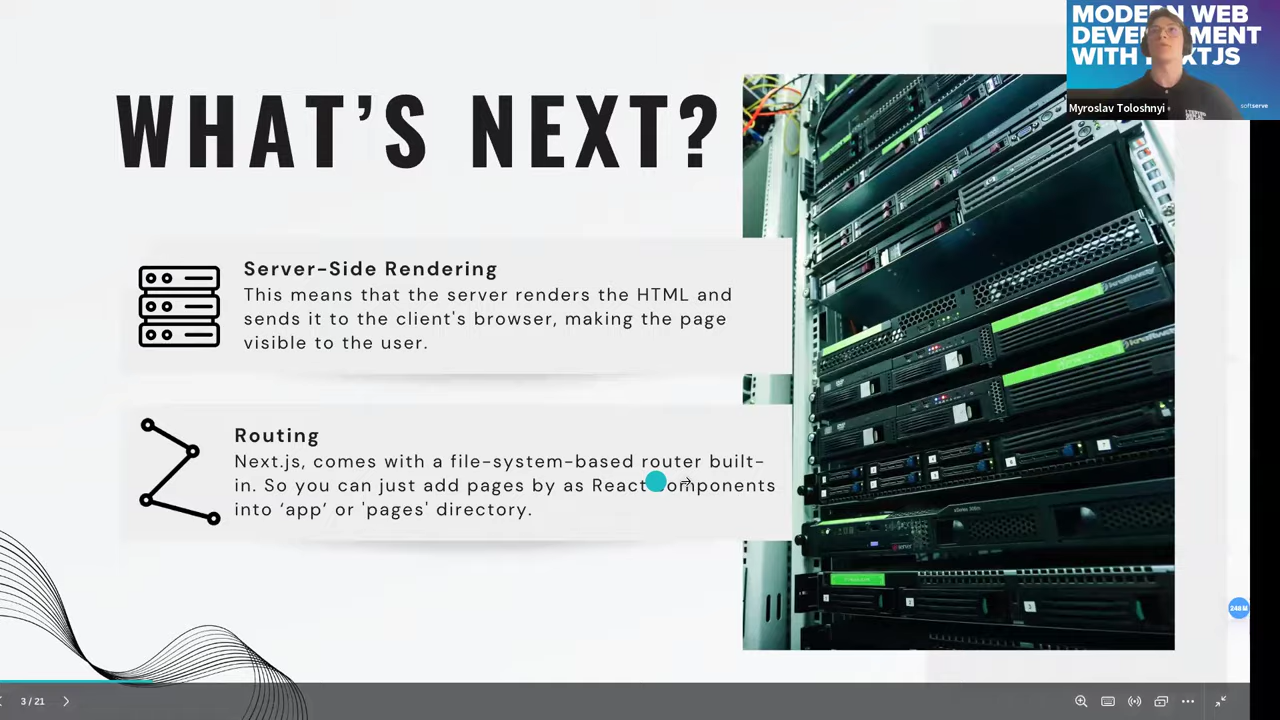 WHAT'S NEXT?
Server-Side Rendering
This means that the server renders the HTML and
sends it to the client's browser, making the page
visible to the user.
Routing
Next.js, comes with a file-system-based router built-
in. So you can just add pages by as React components
into ‘app’ or 'pages' directory.
MODERN WEB
DEVELOPMENT
WITH NEXTJS
Myroslav Toloshnyi
softserve
3 / 21